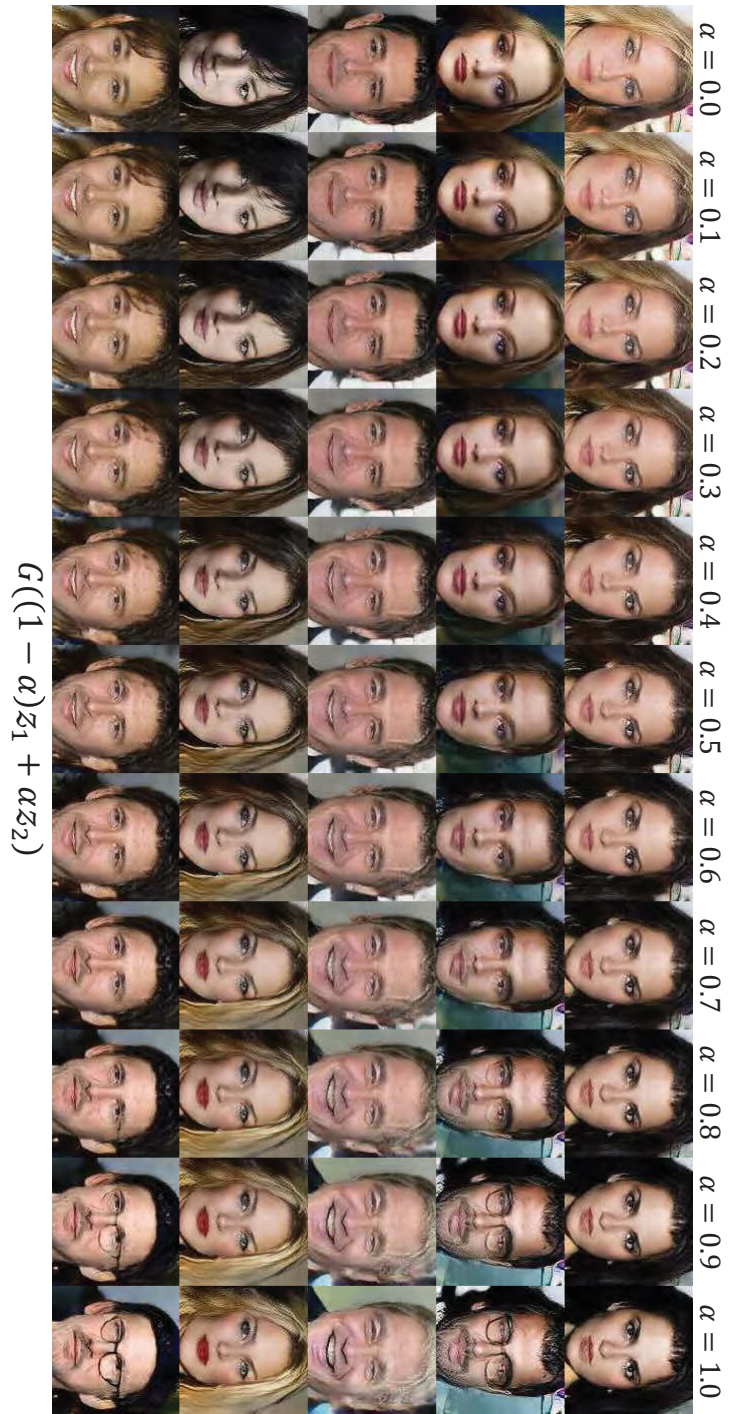 α = 0.0
α = 0.1
α = 0.2
α = 0.3
α = 0.4
α = 0.5
α = 0.6
α = 0.7
α = 0.8
α = 0.9
α = 1.0
G((1 − α)z₁ + αz₂)